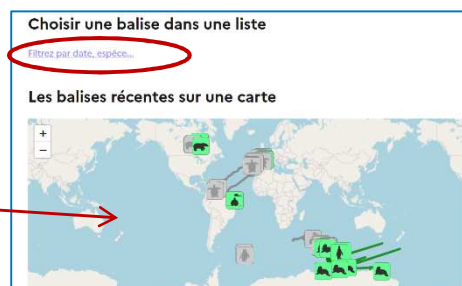 Choisir une balise dans une liste
Filtrez par date, espèce...
Les balises récentes sur une carte
+
−